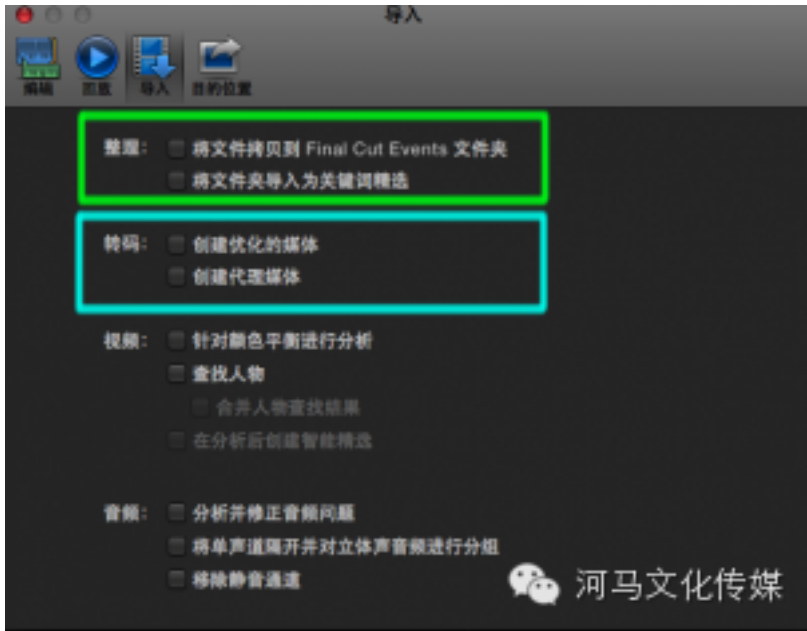 导入
编辑 回放 导入 目的位置
整理: 将文件拷贝到 Final Cut Events 文件夹
将文件夹导入为关键词精选
转码: 创建优化的媒体
创建代理媒体
视频: 针对颜色平衡进行分析
查找人物
合并人物查找结果
在分析后创建智能精选
音频: 分析并修正音频问题
将单声道隔开并对立体声音频进行分组
移除静音通道
河马文化传媒